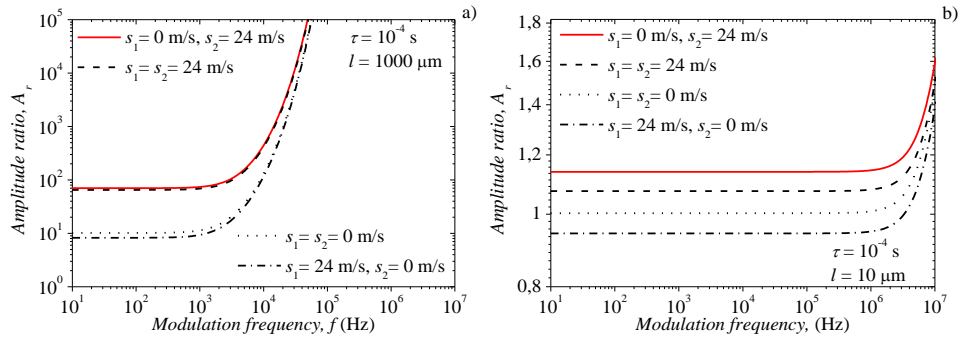 a)
Amplitude ratio, A_r
10^5
10^4
10^3
10^2
10^1
10^0
s_1= 0 m/s, s_2= 24 m/s
s_1= s_2= 24 m/s
τ = 10^-4 s
l = 1000 μm
s_1= s_2= 0 m/s
s_1= 24 m/s, s_2= 0 m/s
10^1 10^2 10^3 10^4 10^5 10^6 10^7
Modulation frequency, f (Hz)
b)
Amplitude ratio, A_r
1,8
1,6
1,4
1,2
1
0,8
s_1= 0 m/s, s_2= 24 m/s
s_1= s_2= 24 m/s
s_1= s_2= 0 m/s
s_1= 24 m/s, s_2= 0 m/s
τ = 10^-4 s
l = 10 μm
10^1 10^2 10^3 10^4 10^5 10^6 10^7
Modulation frequency, (Hz)